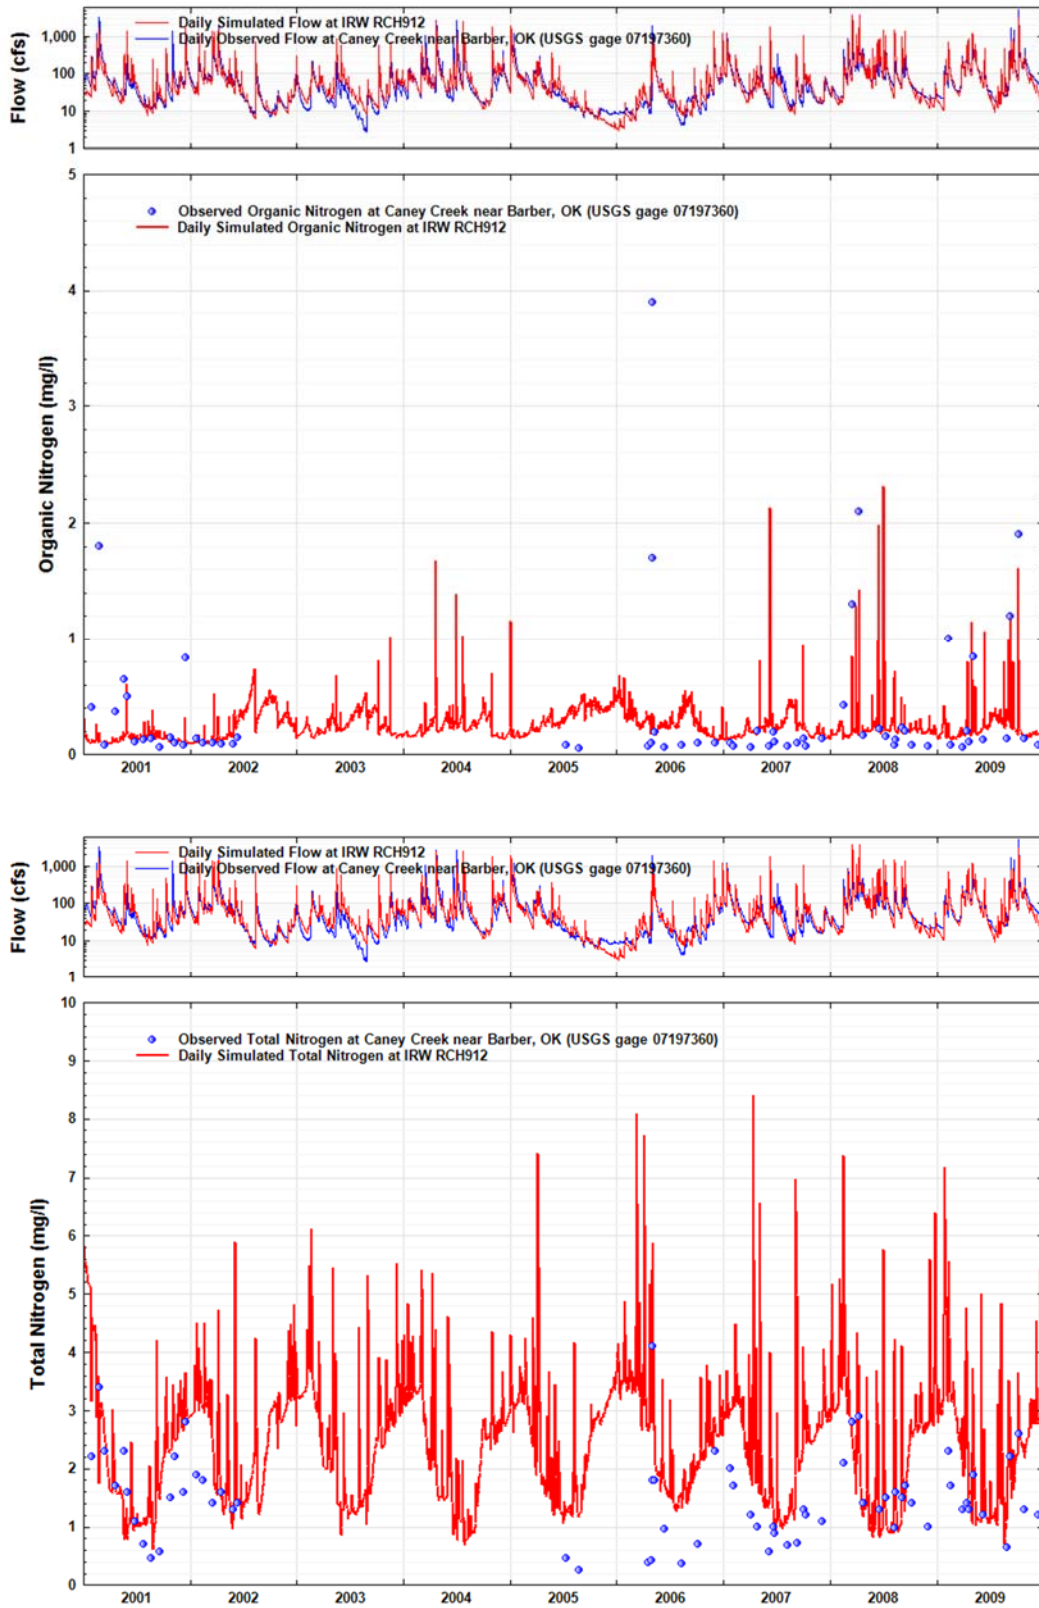 Daily Simulated Flow at IRW RCH912
Daily Observed Flow at Caney Creek near Barber, OK (USGS gage 07197360)
Flow (cfs)
1,000
100
10
1
5
Observed Organic Nitrogen at Caney Creek near Barber, OK (USGS gage 07197360)
Daily Simulated Organic Nitrogen at IRW RCH912
Organic Nitrogen (mg/l)
4
3
2
1
0
2001 2002 2003 2004 2005 2006 2007 2008 2009
Daily Simulated Flow at IRW RCH912
Daily Observed Flow at Caney Creek near Barber, OK (USGS gage 07197360)
Flow (cfs)
1,000
100
10
1
10
Observed Total Nitrogen at Caney Creek near Barber, OK (USGS gage 07197360)
Daily Simulated Total Nitrogen at IRW RCH912
Total Nitrogen (mg/l)
9
8
7
6
5
4
3
2
1
0
2001 2002 2003 2004 2005 2006 2007 2008 2009